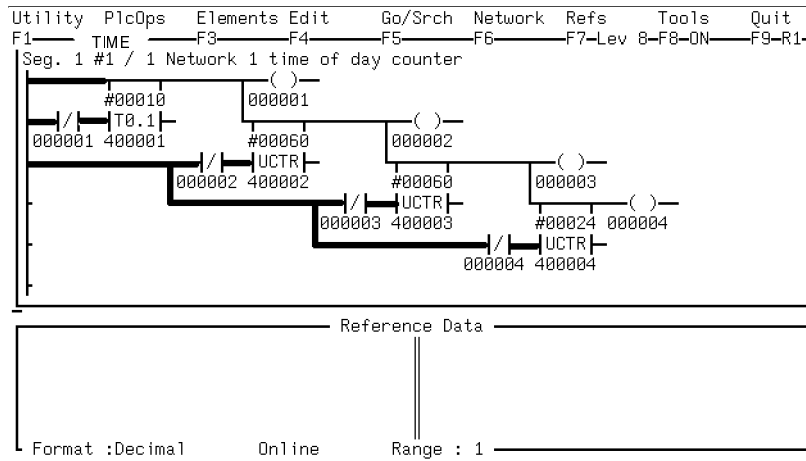 Utility PlcOps Elements Edit Go/Srch Network Refs Tools Quit
F1 TIME F3 F4 F5 F6 F7-Lev 8-F8-ON F9-R1-
Seg. 1 #1 / 1 Network 1 time of day counter
( )
#00010 000001
/ T0.1 ( )
000001 400001 #00060 000002
/ UCTR ( )
000002 400002 #00060 000003
/ UCTR ( )
000003 400003 #00024 000004
/ UCTR
000004 400004
Reference Data
Format :Decimal Online Range : 1